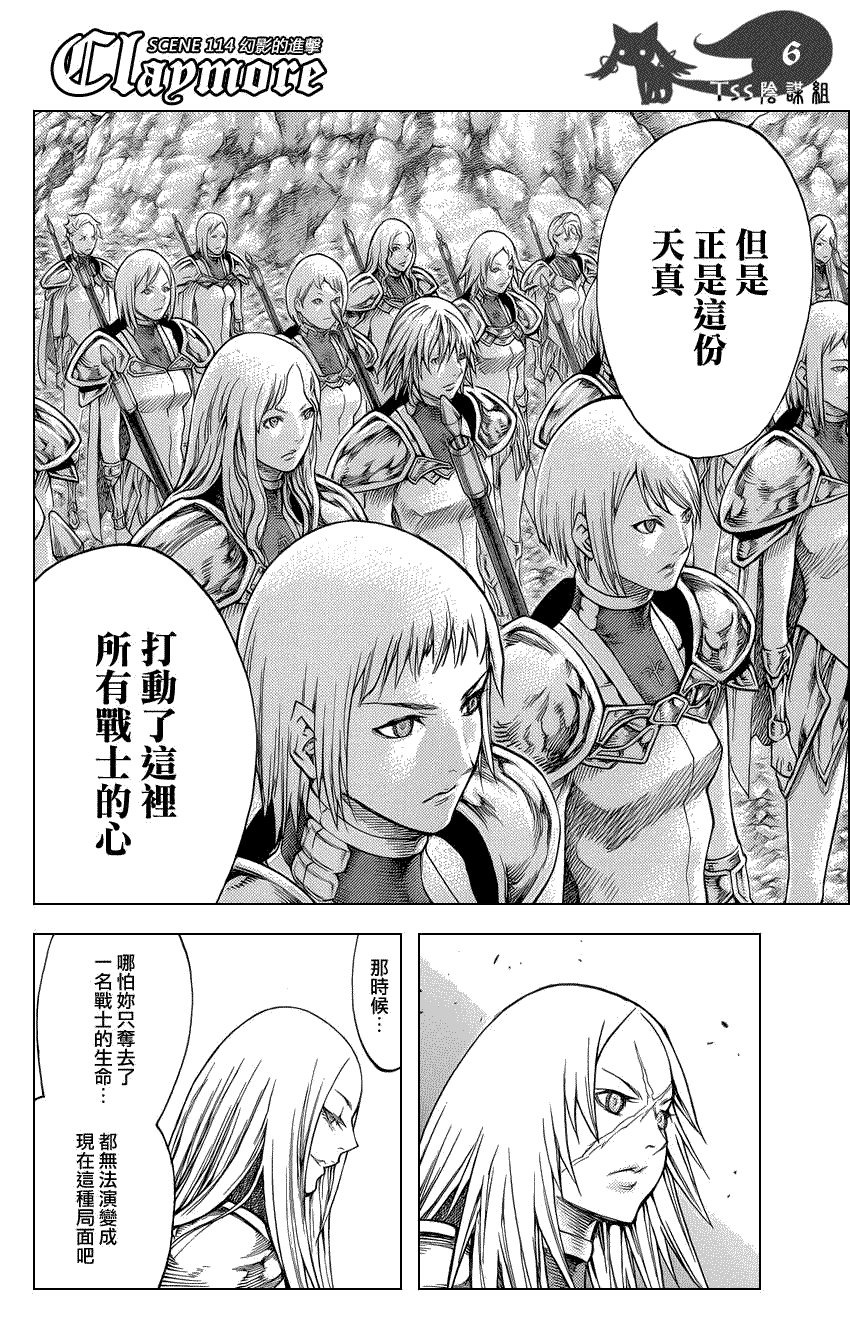 SCENE 114 幻影的進擊
Claymore
6
TSS陰謀組
但是
正是這份
天真
打動了這裡
所有戰士的心
那時候…
哪怕妳只奪去了
一名戰士的生命…
都無法演變成
現在這種局面吧